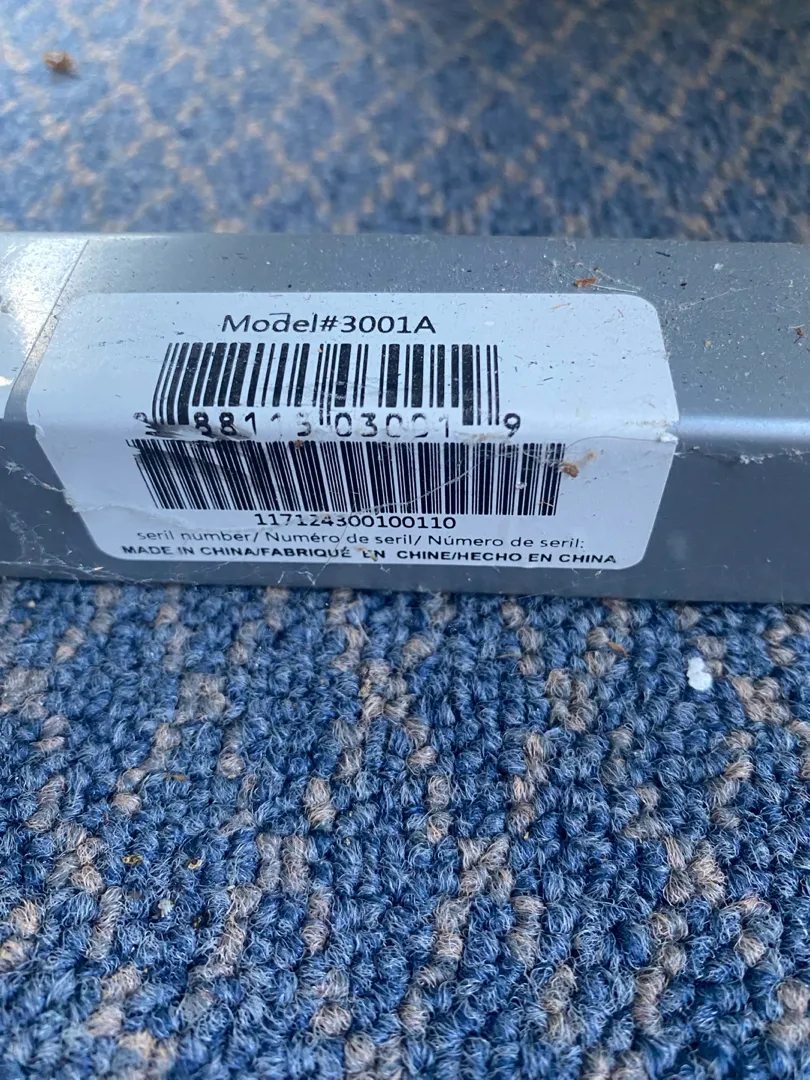 Model#3001A
88113 03001 9
117124300100110
seril number/ Numéro de seril/ Número de seril:
MADE IN CHINA/FABRIQUÉ EN CHINE/HECHO EN CHINA